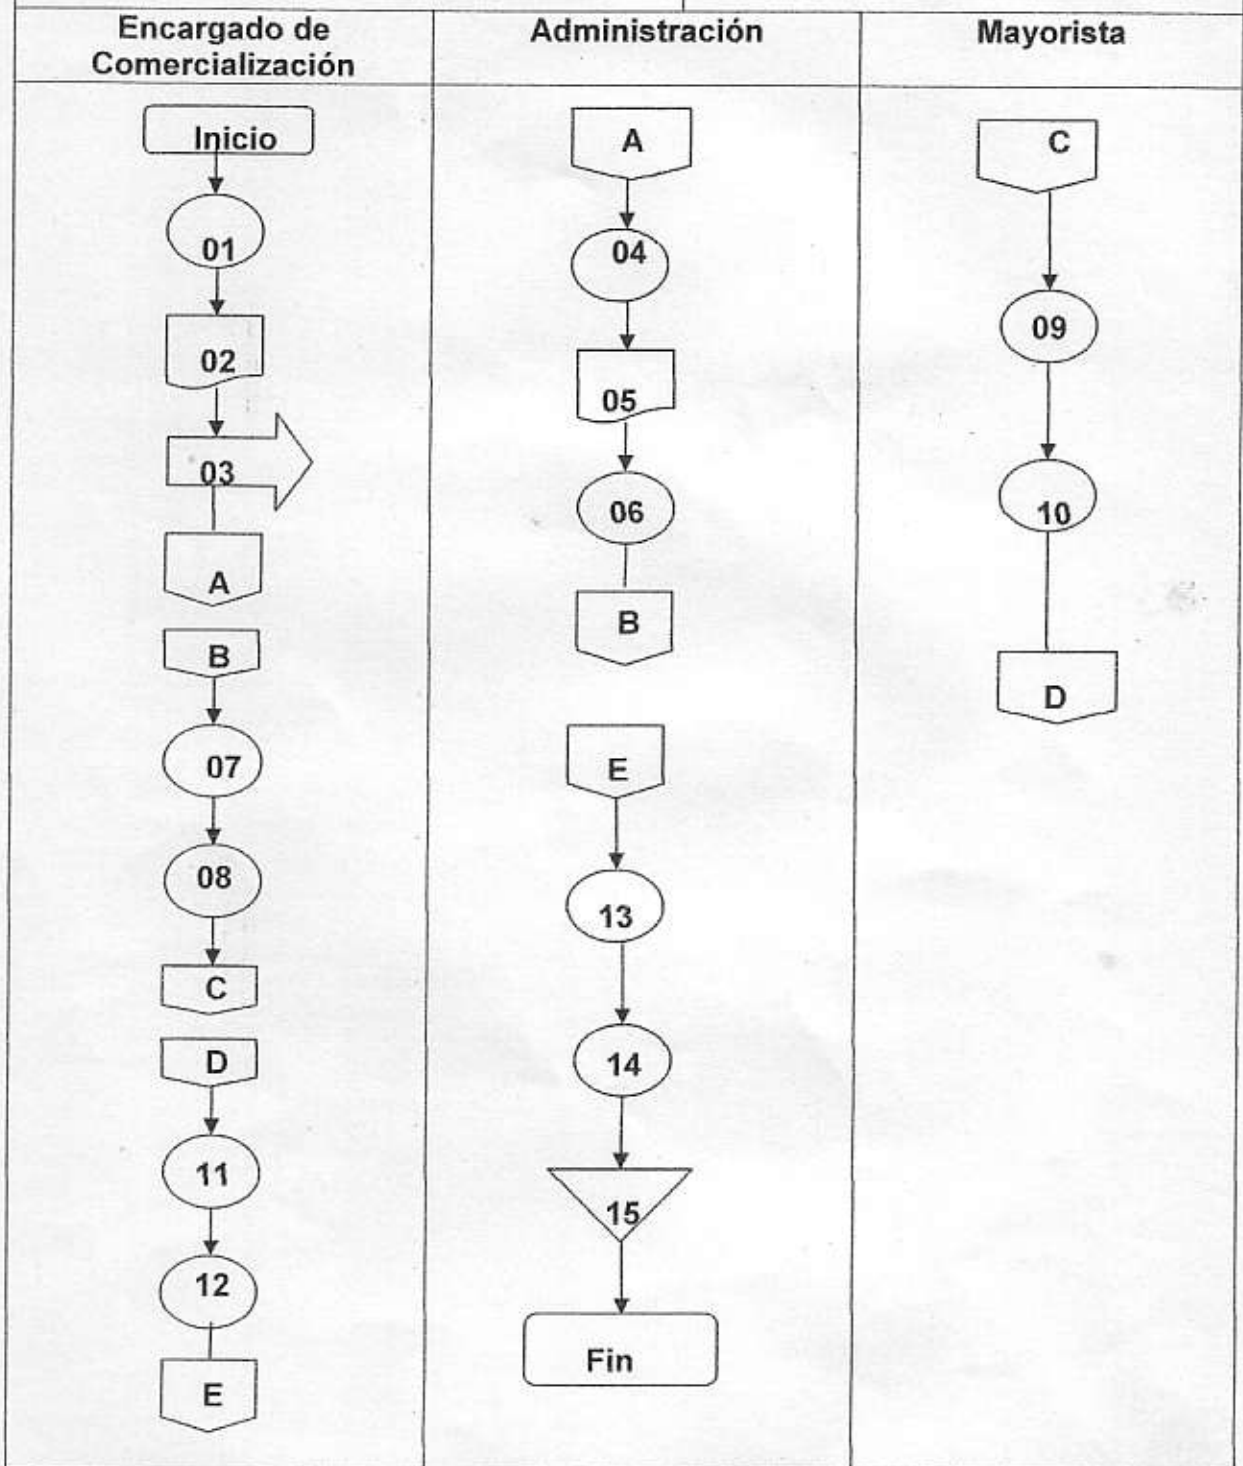 Encargado de
Comercialización
Inicio
01
02
03
A
B
07
08
C
D
11
12
E
Administración
A
04
05
06
B
E
13
14
15
Fin
Mayorista
C
09
10
D